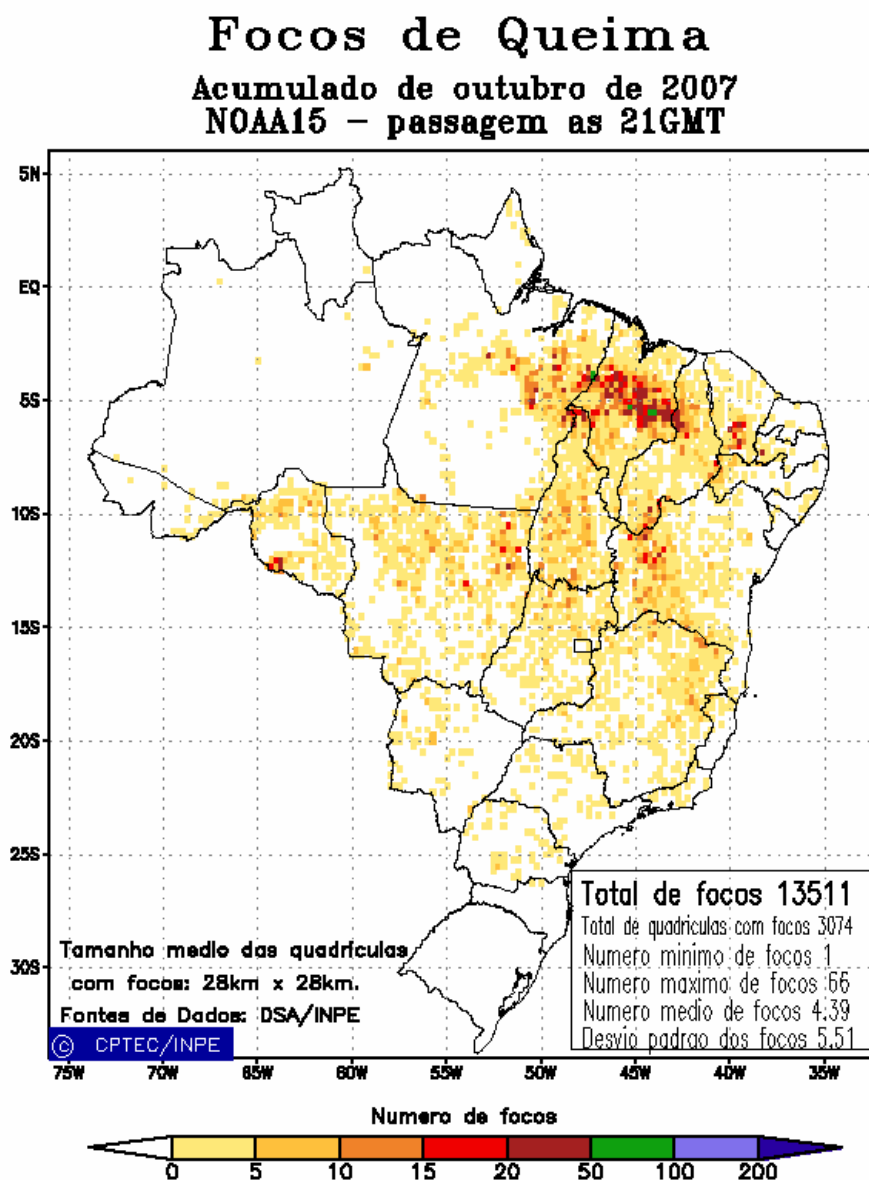 Focos de Queima
Acumulado de outubro de 2007
NOAA15 – passagem as 21GMT
5N
EQ
5S
10S
15S
20S
25S
30S
Total de focos 13511
Total de quadriculas com focos 3074
Numero minimo de focos 1
Numero maximo de focos 66
Numero medio de focos 4.39
Desvio padrao dos focos 5.51
Tamanho medio das quadrículas
com focos: 28km x 28km.
Fontes de Dados: DSA/INPE
© CPTEC/INPE
75W 70W 65W 60W 55W 50W 45W 40W 35W
Numero de focos
0 5 10 15 20 50 100 200